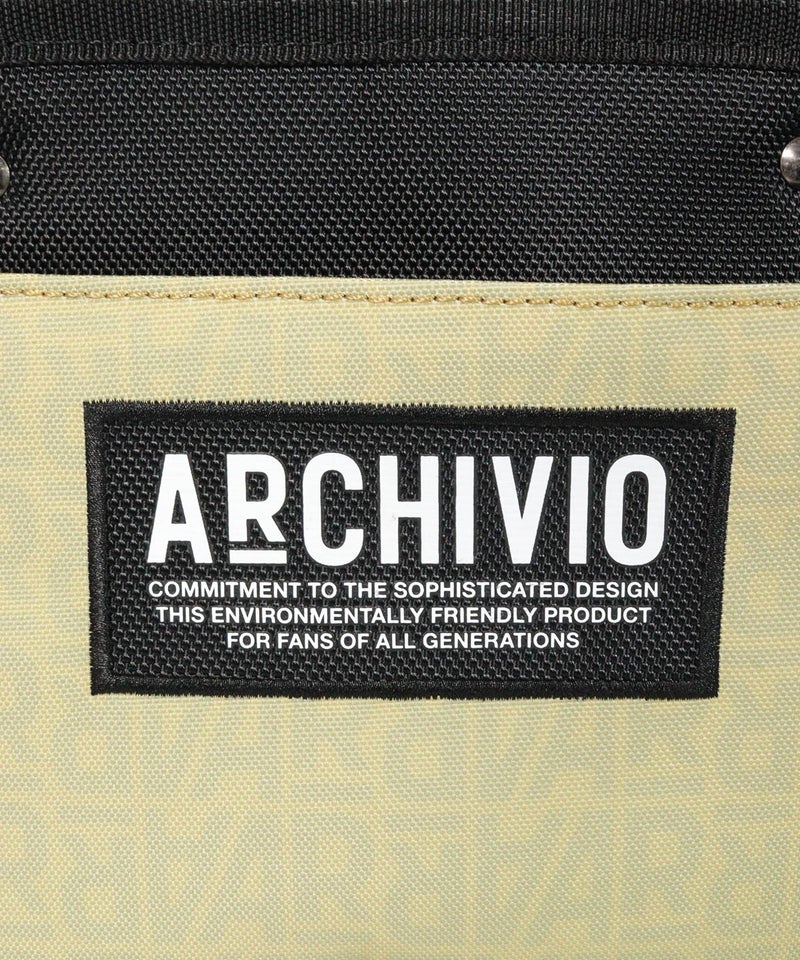 ARCHIVIO
COMMITMENT TO THE SOPHISTICATED DESIGN
THIS ENVIRONMENTALLY FRIENDLY PRODUCT
FOR FANS OF ALL GENERATIONS